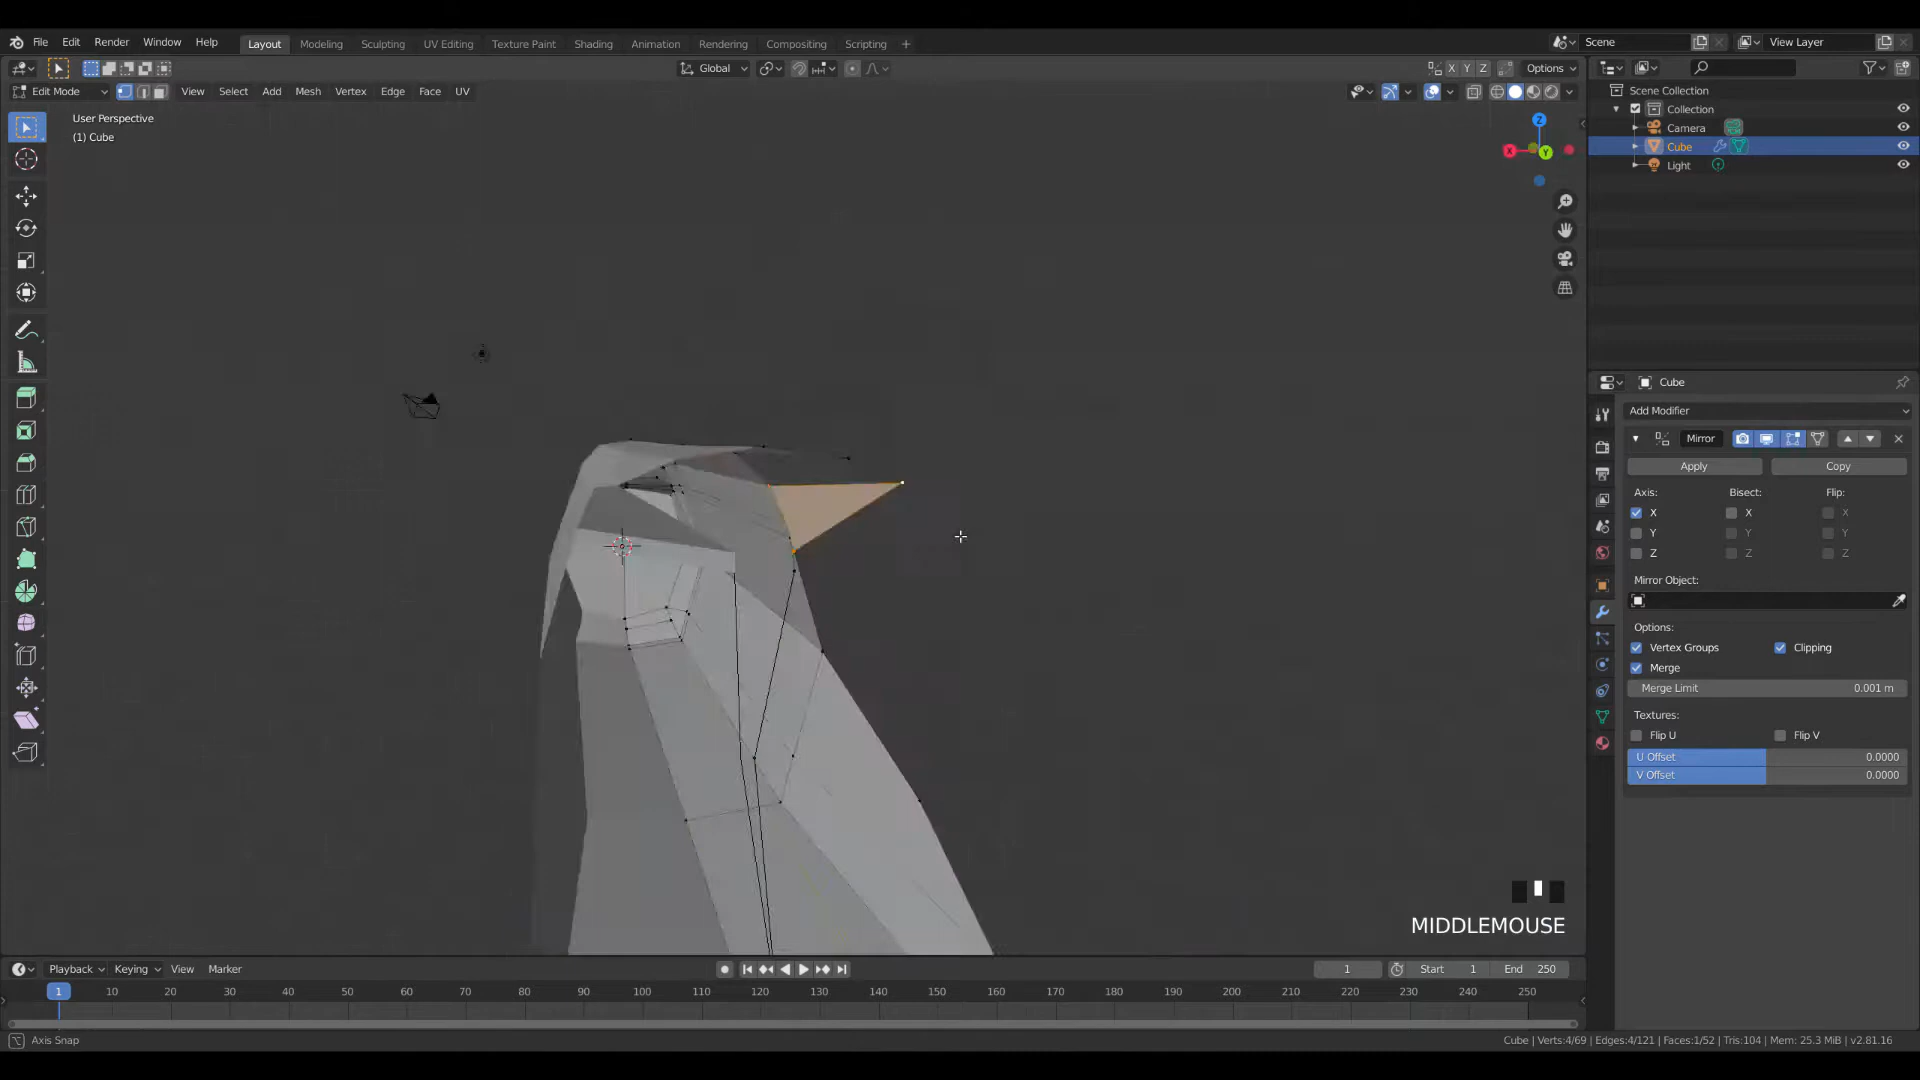 File Edit Render Window Help Layout Modeling Sculpting UV Editing Texture Paint Shading Animation Rendering Compositing Scripting + Scene View Layer
Global X Y Z Options
Edit Mode View Select Add Mesh Vertex Edge Face UV
User Perspective
(1) Cube
Z
X
Y
Scene Collection
Collection
Camera
Cube
Light
Cube
Add Modifier
Mirror
Apply Copy
Axis: Bisect: Flip:
X X X
Y Y Y
Z Z Z
Mirror Object:
Options:
Vertex Groups Clipping
Merge
Merge Limit 0.001 m
Textures:
Flip U Flip V
U Offset 0.0000
V Offset 0.0000
MIDDLEMOUSE
Playback Keying View Marker 1 Start 1 End 250
1 10 20 30 40 50 60 70 80 90 100 110 120 130 140 150 160 170 180 190 200 210 220 230 240 250
Axis Snap Cube | Verts:4/69 | Edges:4/121 | Faces:1/52 | Tris:104 | Mem: 25.3 MiB | v2.81.16